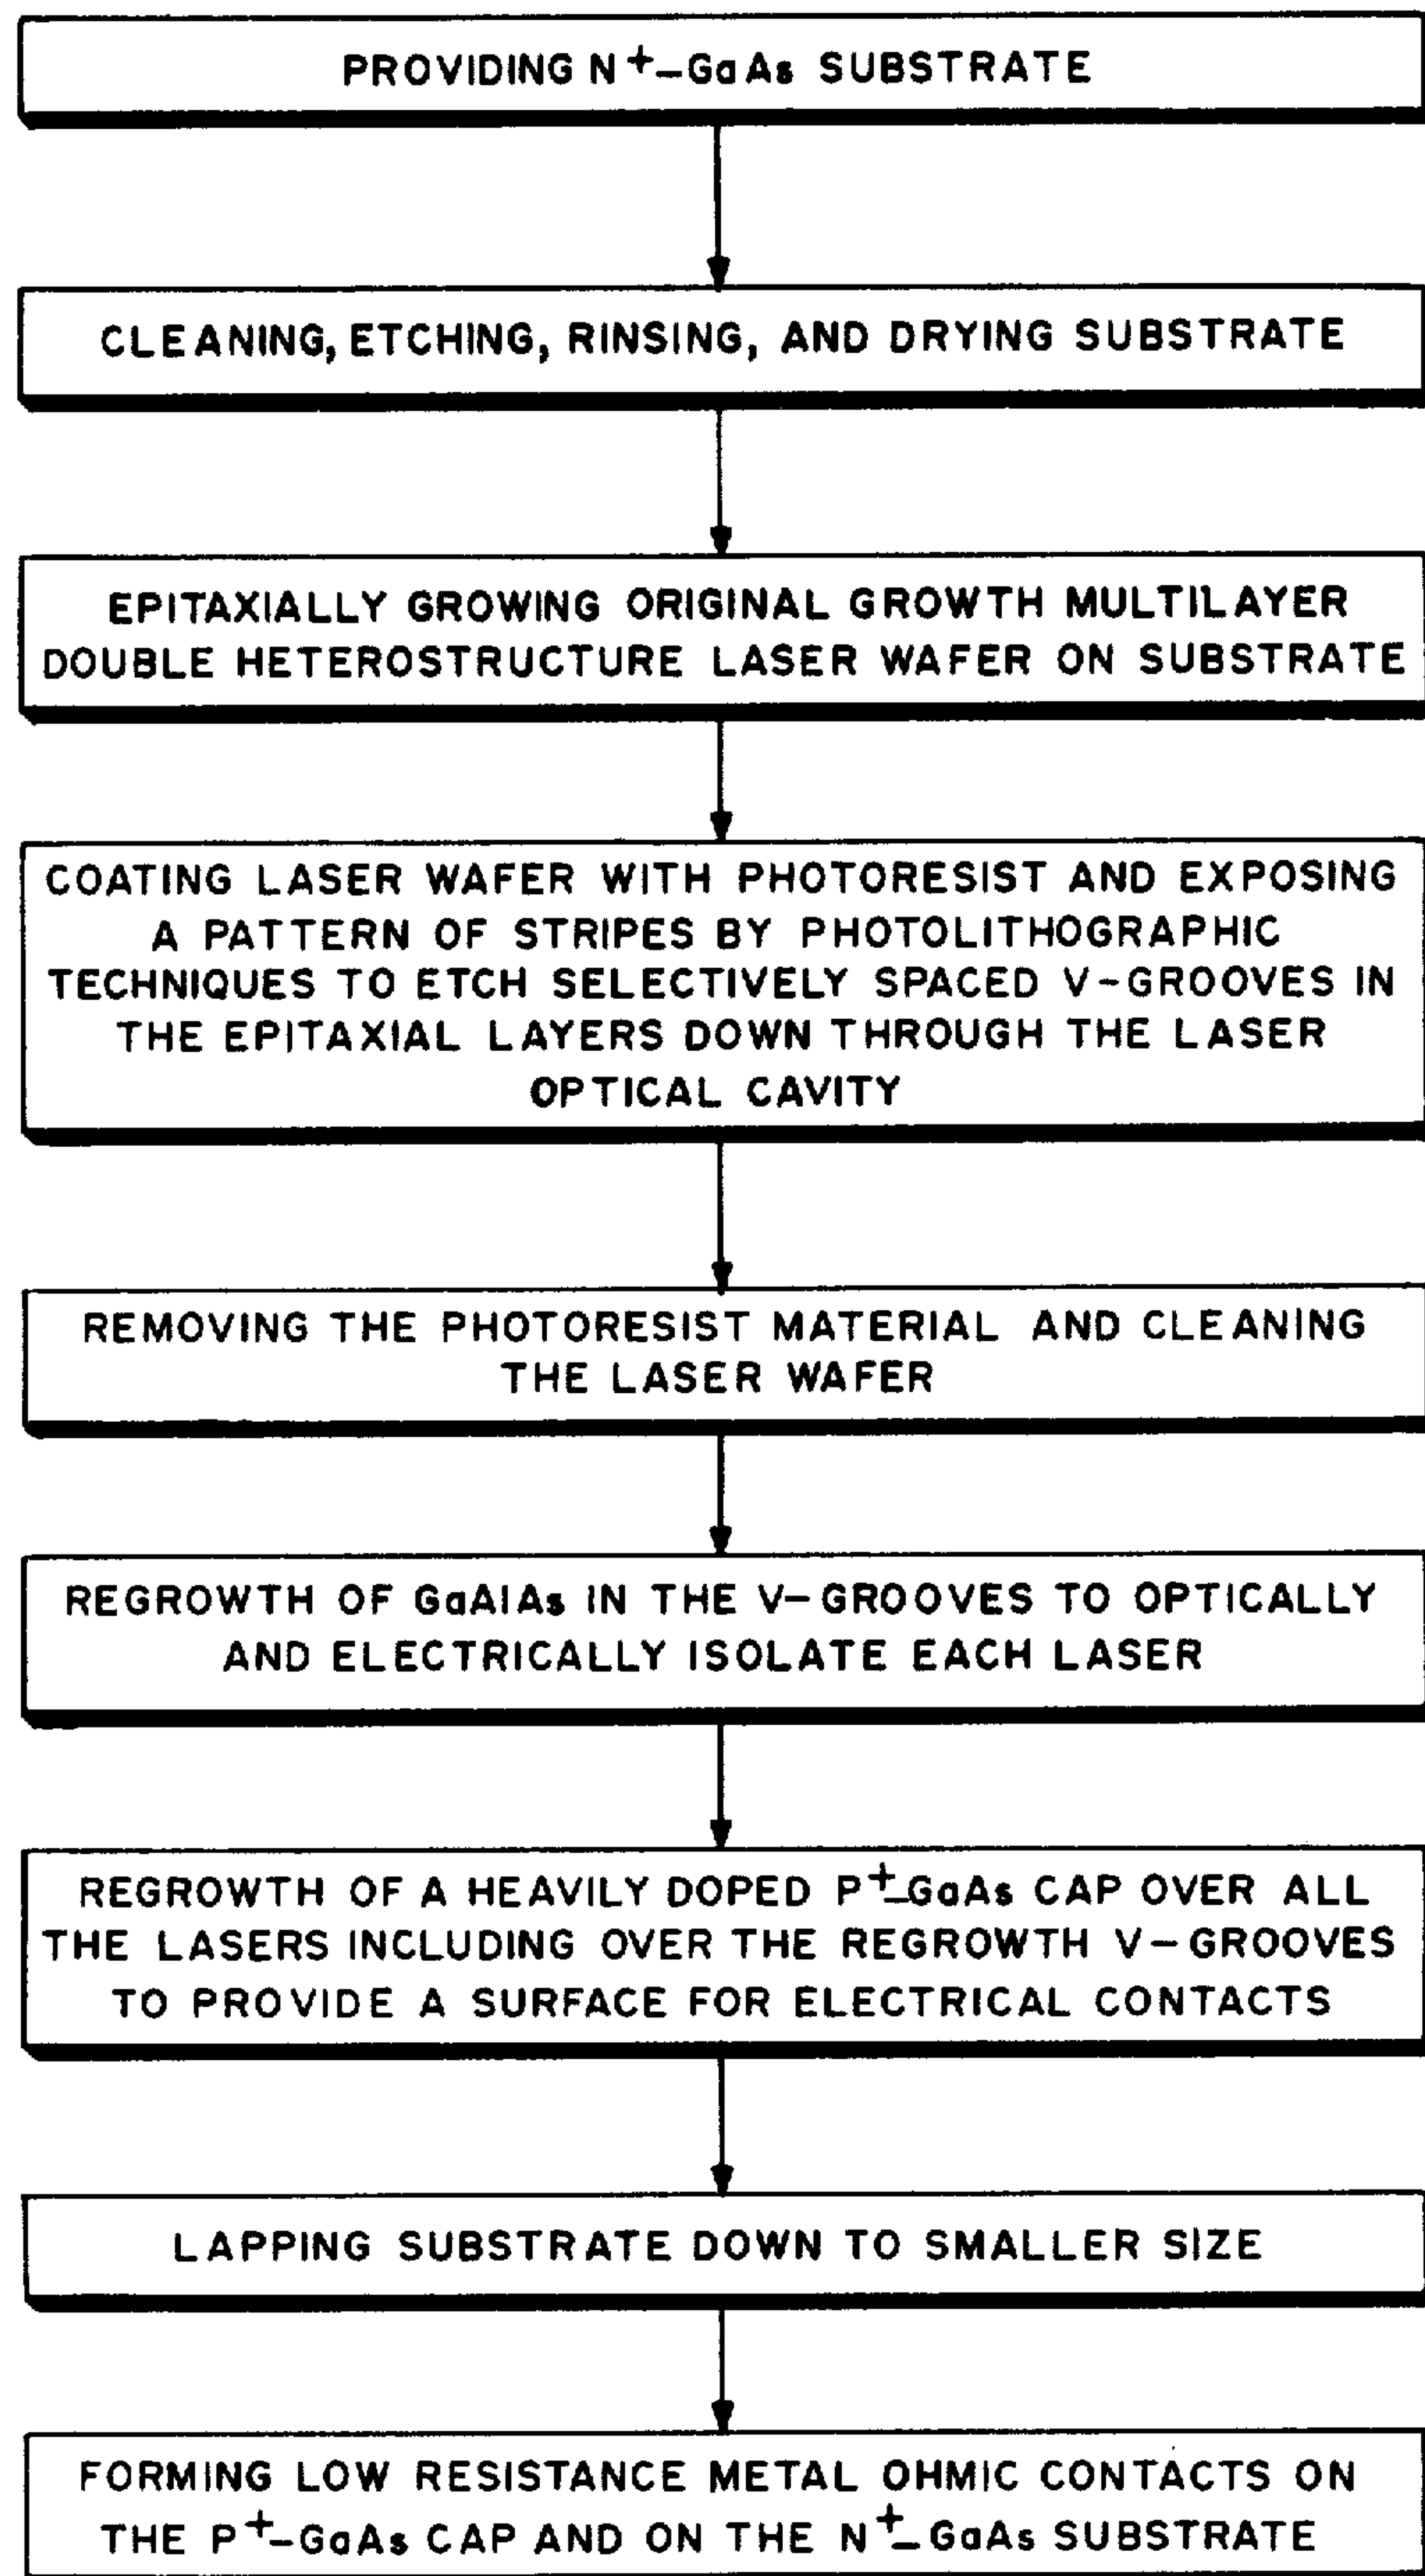 PROVIDING N+-GaAs SUBSTRATE
CLEANING, ETCHING, RINSING, AND DRYING SUBSTRATE
EPITAXIALLY GROWING ORIGINAL GROWTH MULTILAYER
DOUBLE HETEROSTRUCTURE LASER WAFER ON SUBSTRATE
COATING LASER WAFER WITH PHOTORESIST AND EXPOSING
A PATTERN OF STRIPES BY PHOTOLITHOGRAPHIC
TECHNIQUES TO ETCH SELECTIVELY SPACED V-GROOVES IN
THE EPITAXIAL LAYERS DOWN THROUGH THE LASER
OPTICAL CAVITY
REMOVING THE PHOTORESIST MATERIAL AND CLEANING
THE LASER WAFER
REGROWTH OF GaAlAs IN THE V-GROOVES TO OPTICALLY
AND ELECTRICALLY ISOLATE EACH LASER
REGROWTH OF A HEAVILY DOPED P+-GaAs CAP OVER ALL
THE LASERS INCLUDING OVER THE REGROWTH V-GROOVES
TO PROVIDE A SURFACE FOR ELECTRICAL CONTACTS
LAPPING SUBSTRATE DOWN TO SMALLER SIZE
FORMING LOW RESISTANCE METAL OHMIC CONTACTS ON
THE P+-GaAs CAP AND ON THE N+-GaAs SUBSTRATE